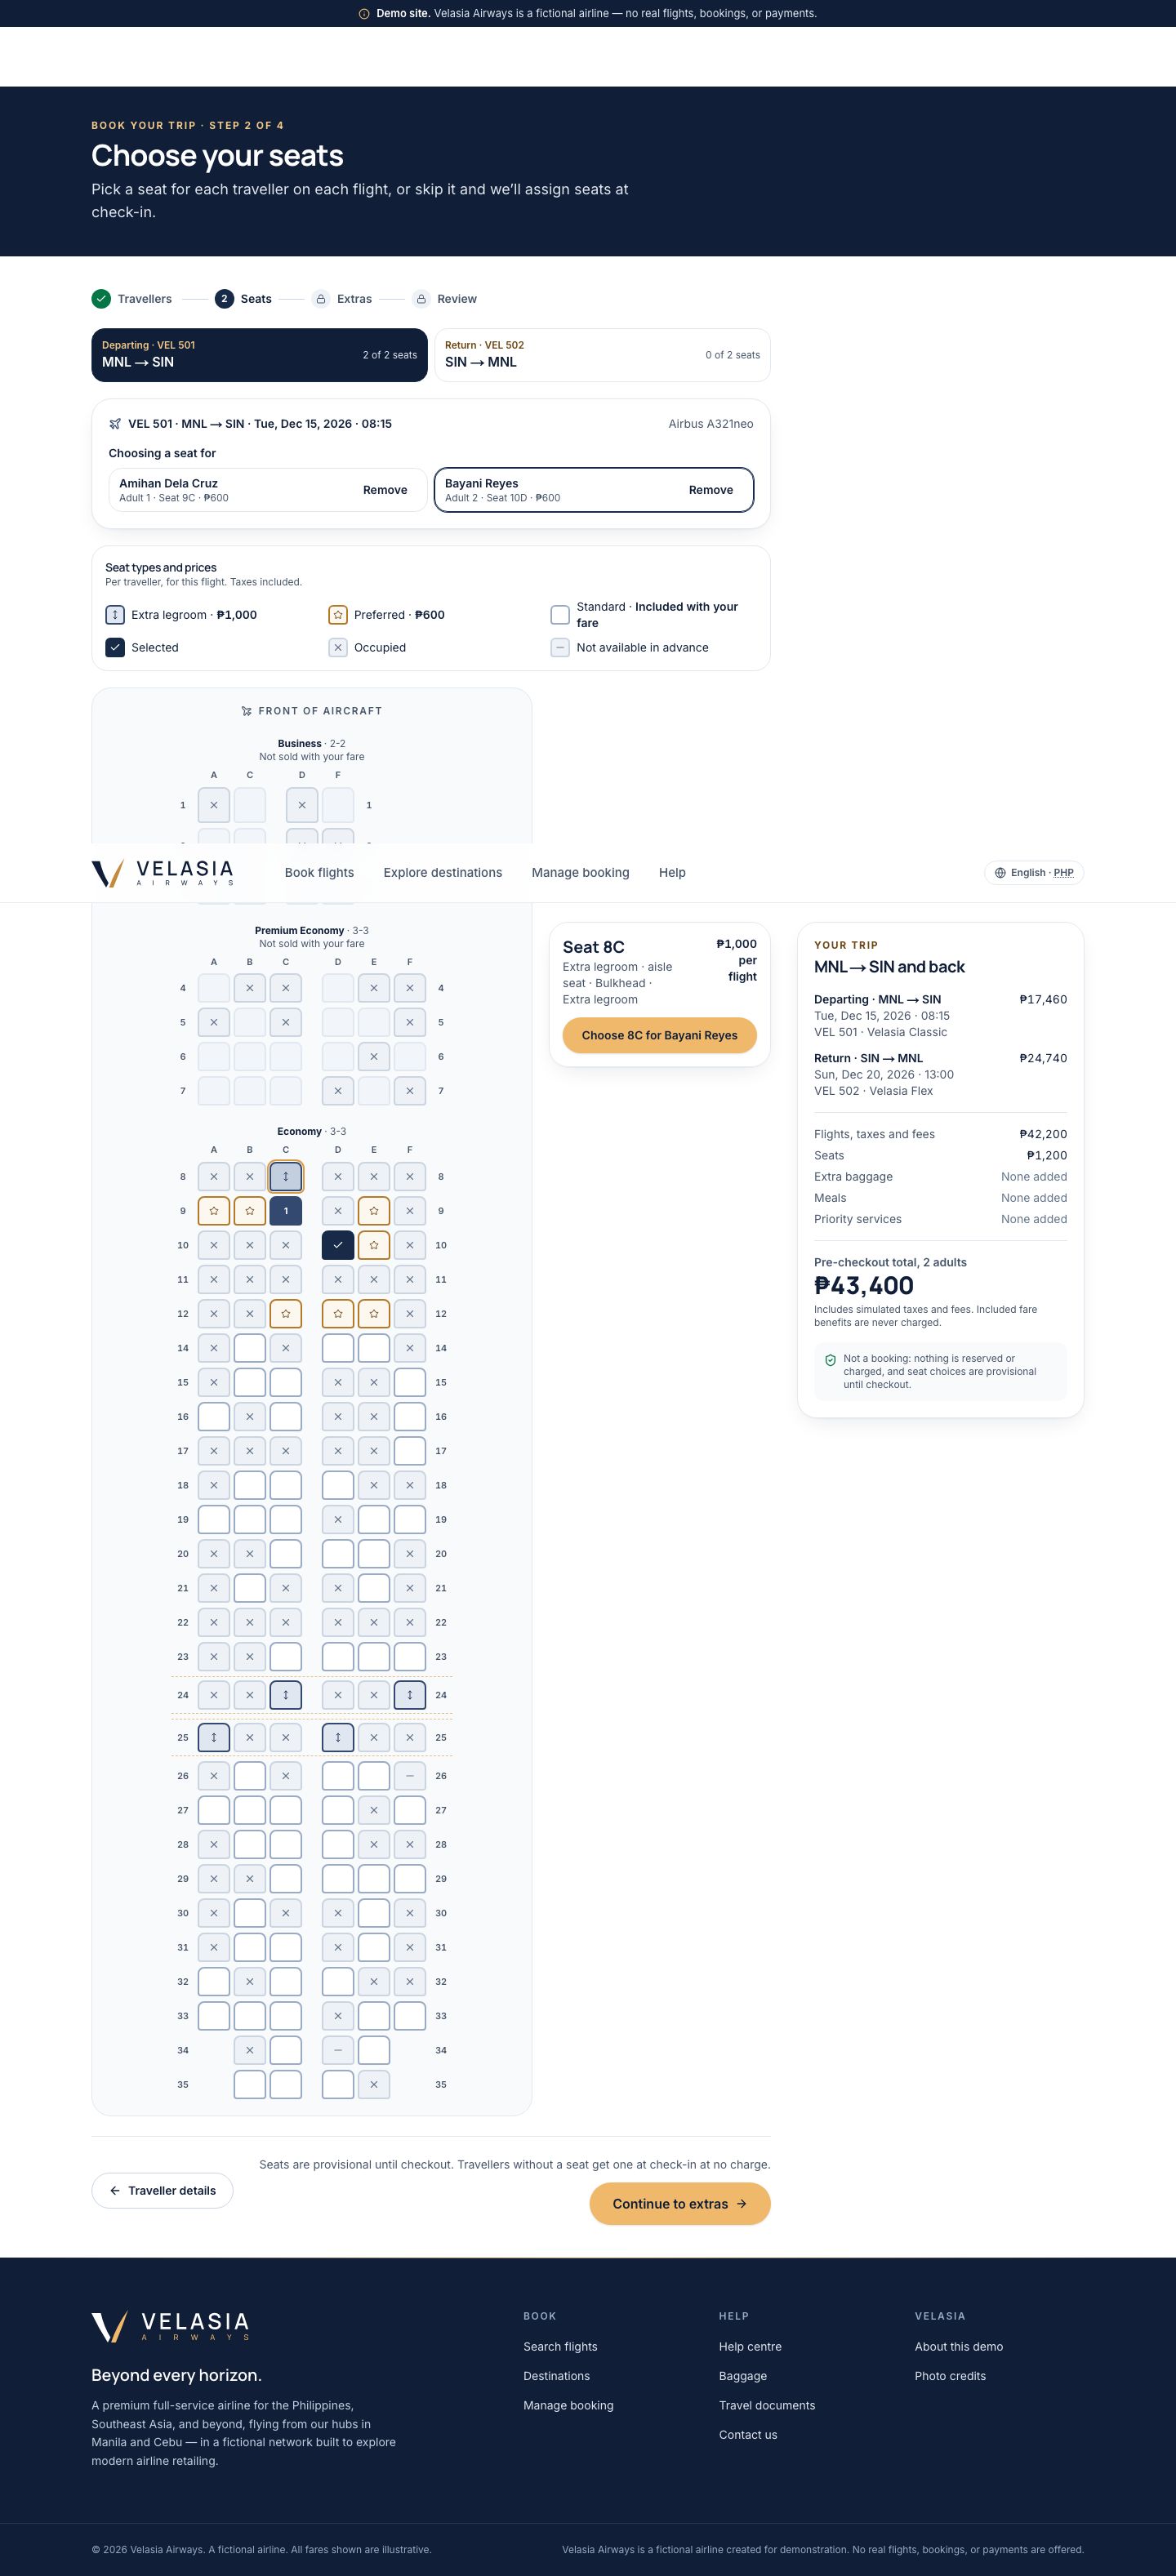 Demo site. Velasia Airways is a fictional airline — no real flights, bookings, or payments.
BOOK YOUR TRIP · STEP 2 OF 4
Choose your seats
Pick a seat for each traveller on each flight, or skip it and we’ll assign seats at
check-in.
Travellers
2 Seats
Extras
Review
Departing · VEL 501
MNL → SIN
2 of 2 seats
Return · VEL 502
SIN → MNL
0 of 2 seats
VEL 501 · MNL → SIN · Tue, Dec 15, 2026 · 08:15
Airbus A321neo
Choosing a seat for
Amihan Dela Cruz
Adult 1 · Seat 9C · ₱600
Remove
Bayani Reyes
Adult 2 · Seat 10D · ₱600
Remove
Seat types and prices
Per traveller, for this flight. Taxes included.
Extra legroom · ₱1,000
Preferred · ₱600
Standard · Included with your
fare
Selected
Occupied
Not available in advance
FRONT OF AIRCRAFT
Business · 2-2
Not sold with your fare
A C D F
1 1
VELASIA
AIRWAYS
Book flights
Explore destinations
Manage booking
Help
English · PHP
Premium Economy · 3-3
Not sold with your fare
A B C D E F
4 4
5 5
6 6
7 7
Economy · 3-3
A B C D E F
8 8
9 1 9
10 10
11 11
12 12
14 14
15 15
16 16
17 17
18 18
19 19
20 20
21 21
22 22
23 23
24 24
25 25
26 26
27 27
28 28
29 29
30 30
31 31
32 32
33 33
34 34
35 35
Seat 8C
₱1,000
per
flight
Extra legroom · aisle
seat · Bulkhead ·
Extra legroom
Choose 8C for Bayani Reyes
YOUR TRIP
MNL → SIN and back
Departing · MNL → SIN
₱17,460
Tue, Dec 15, 2026 · 08:15
VEL 501 · Velasia Classic
Return · SIN → MNL
₱24,740
Sun, Dec 20, 2026 · 13:00
VEL 502 · Velasia Flex
Flights, taxes and fees ₱42,200
Seats ₱1,200
Extra baggage None added
Meals None added
Priority services None added
Pre-checkout total, 2 adults
₱43,400
Includes simulated taxes and fees. Included fare
benefits are never charged.
Not a booking: nothing is reserved or
charged, and seat choices are provisional
until checkout.
Seats are provisional until checkout. Travellers without a seat get one at check-in at no charge.
Traveller details
Continue to extras
VELASIA
AIRWAYS
Beyond every horizon.
A premium full-service airline for the Philippines,
Southeast Asia, and beyond, flying from our hubs in
Manila and Cebu — in a fictional network built to explore
modern airline retailing.
BOOK
Search flights
Destinations
Manage booking
HELP
Help centre
Baggage
Travel documents
Contact us
VELASIA
About this demo
Photo credits
© 2026 Velasia Airways. A fictional airline. All fares shown are illustrative.
Velasia Airways is a fictional airline created for demonstration. No real flights, bookings, or payments are offered.